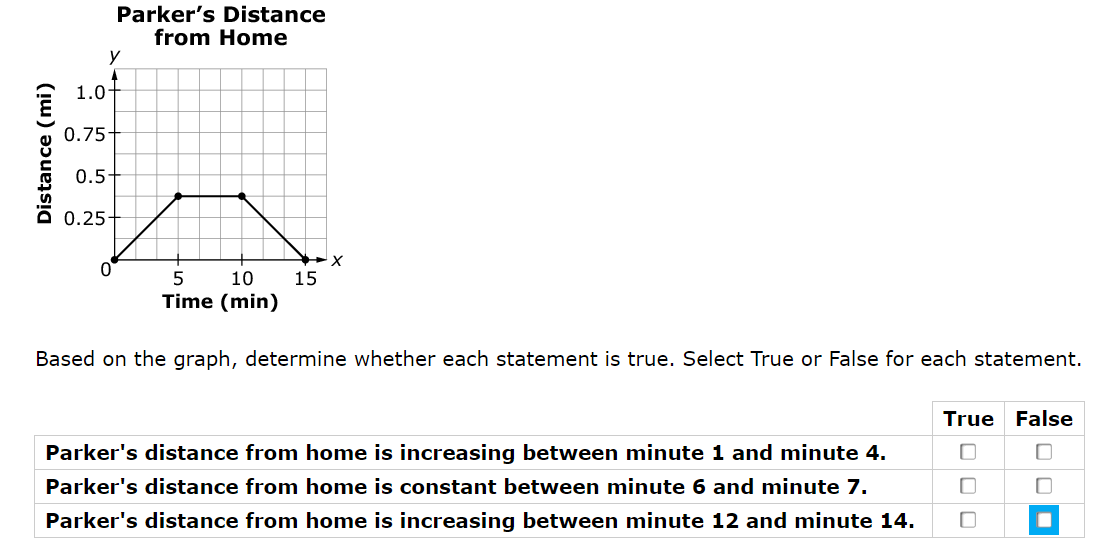 Parker's Distance
from Home
y
Distance (mi)
1.0
0.75
0.5
0.25
0
5 10 15
x
Time (min)
Based on the graph, determine whether each statement is true. Select True or False for each statement.
True False
Parker's distance from home is increasing between minute 1 and minute 4.
Parker's distance from home is constant between minute 6 and minute 7.
Parker's distance from home is increasing between minute 12 and minute 14.